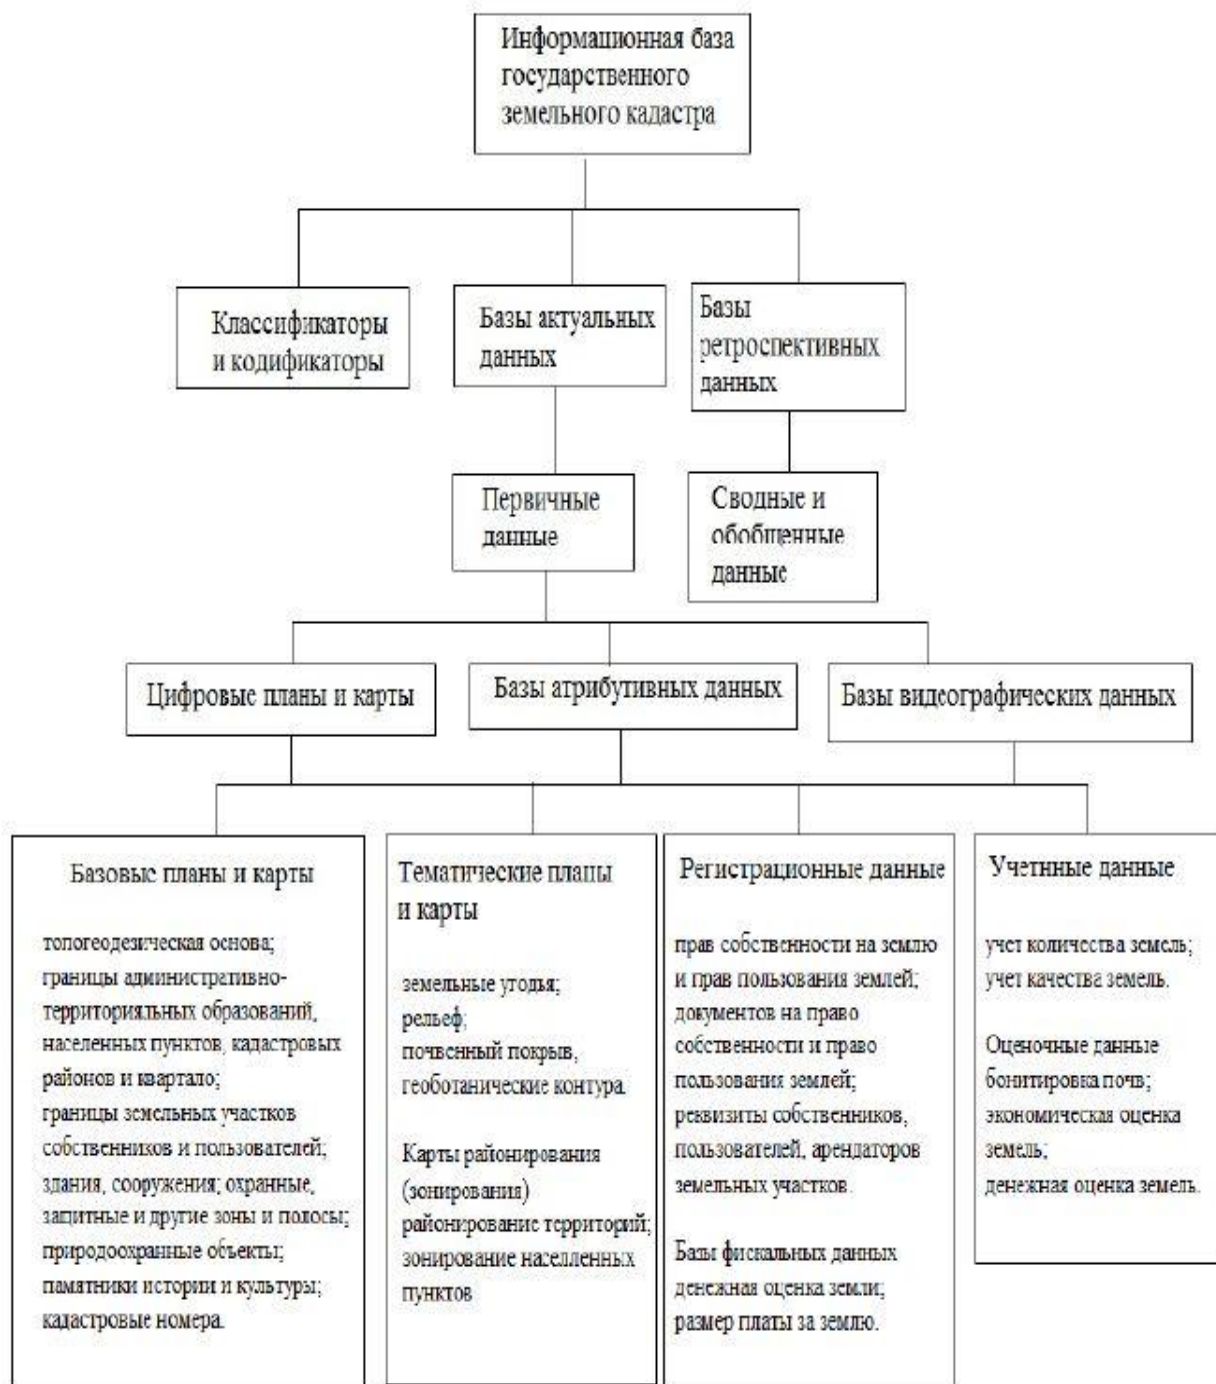 Информационная база
государственного
земельного кадастра
Классификаторы
и кодификаторы
Базы актуальных
данных
Базы
ретроспективных
данных
Первичные
данные
Сводные и
обобщенные
данные
Цифровые планы и карты
Базы атрибутивных данных
Базы видеографических данных
Базовые планы и карты
топогеодезическая основа;
границы административно-
территорияльных образований,
населенных пунктов, кадастровых
районов и квартало;
границы земельных участков
собственников и пользователей;
здания, сооружения; охранные,
защитные и другие зоны и полосы;
природоохранные объекты;
памятники истории и культуры;
кадастровые номера.
Тематические планы
и карты
земельные угодья;
рельеф;
почвенный покрыв,
геоботанические контура.
Карты районирования
(зонирования)
районирование территорий;
зонирование населленных
пунктов
Регистрационные данные
прав собственности на землю
и прав пользования землей;
документов на право
собственности и право
пользования землей;
реквизиты собственников,
пользователей, арендаторов
земельных участков.
Базы фискальных данных
денежная оценка земли;
размер платы за землю.
Учетнные данные
учет количества земель;
учет качества земель.
Оценочные данные
бонитировка почв;
экономическая оценка
земель;
денежная оценка земель.